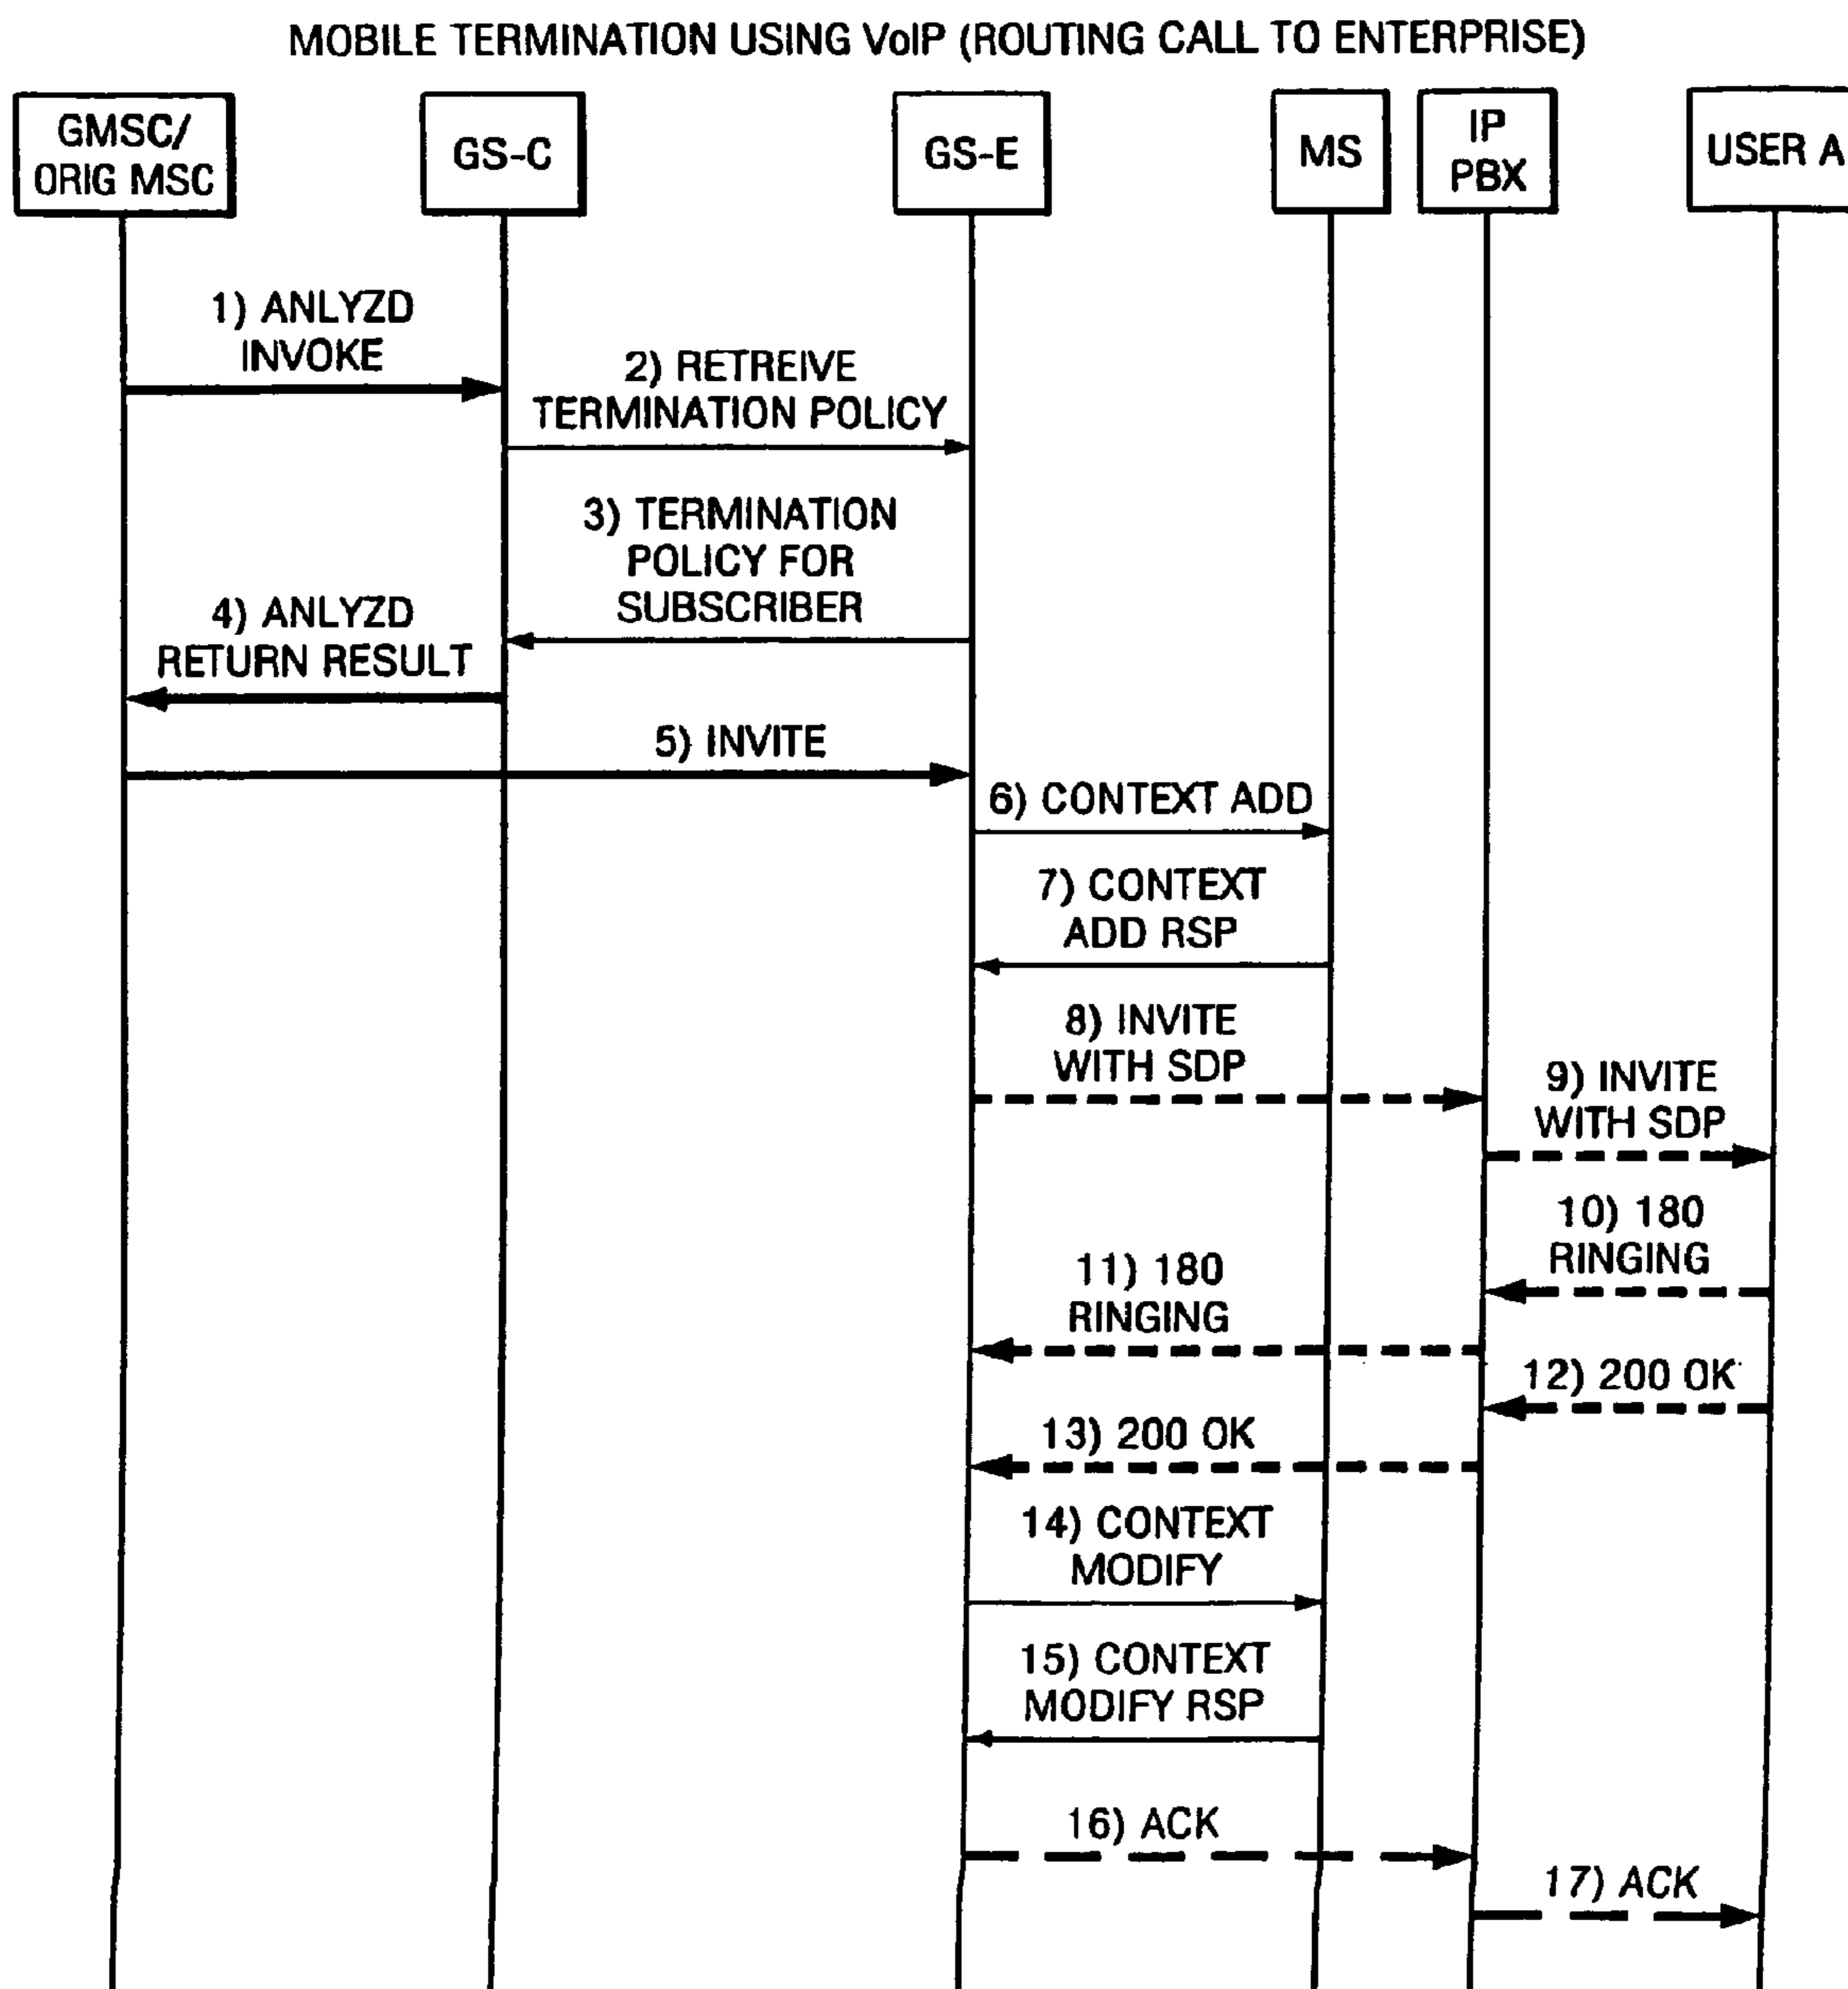 MOBILE TERMINATION USING VoIP (ROUTING CALL TO ENTERPRISE)
GMSC/
ORIG MSC
GS-C
GS-E
MS
IP
PBX
USER A
1) ANLYZD
INVOKE
2) RETREIVE
TERMINATION POLICY
3) TERMINATION
POLICY FOR
SUBSCRIBER
4) ANLYZD
RETURN RESULT
5) INVITE
6) CONTEXT ADD
7) CONTEXT
ADD RSP
8) INVITE
WITH SDP
9) INVITE
WITH SDP
10) 180
RINGING
11) 180
RINGING
12) 200 OK
13) 200 OK
14) CONTEXT
MODIFY
15) CONTEXT
MODIFY RSP
16) ACK
17) ACK